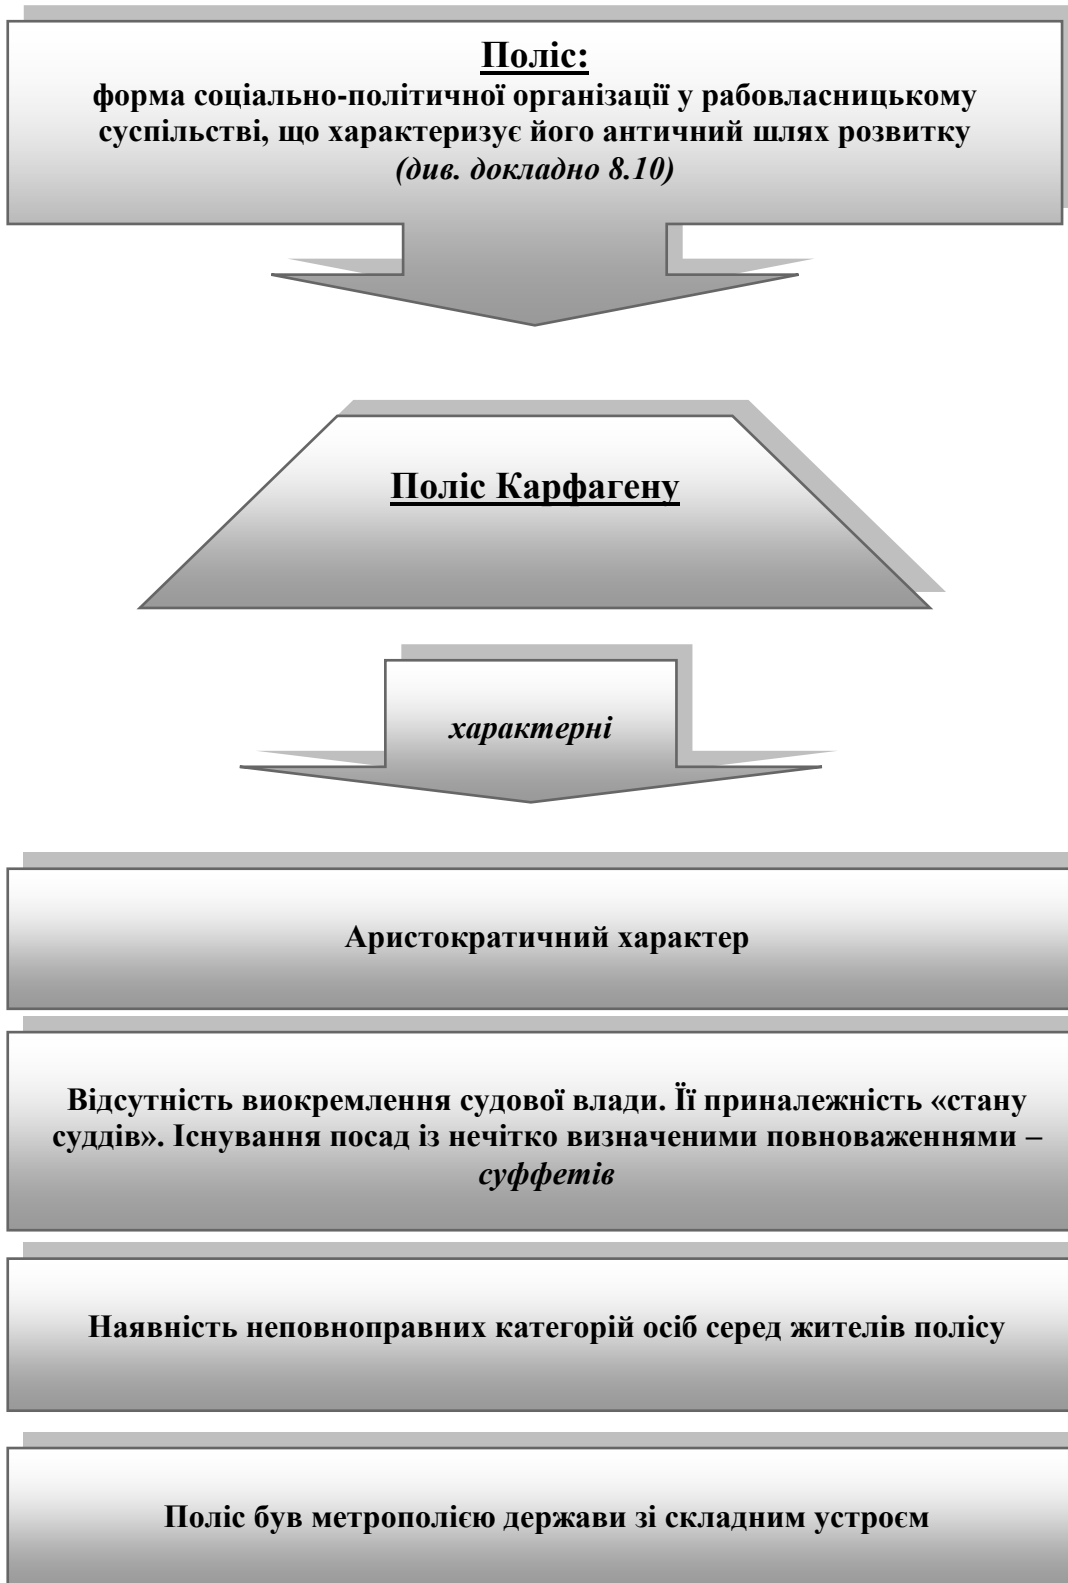 Поліс:
форма соціально-політичної організації у рабовласницькому
суспільстві, що характеризує його античний шлях розвитку
(див. докладно 8.10)
Поліс Карфагену
характерні
Аристократичний характер
Відсутність виокремлення судової влади. Її приналежність «стану
суддів». Існування посад із нечітко визначеними повноваженнями –
суффетів
Наявність неповноправних категорій осіб серед жителів полісу
Поліс був метрополією держави зі складним устроєм